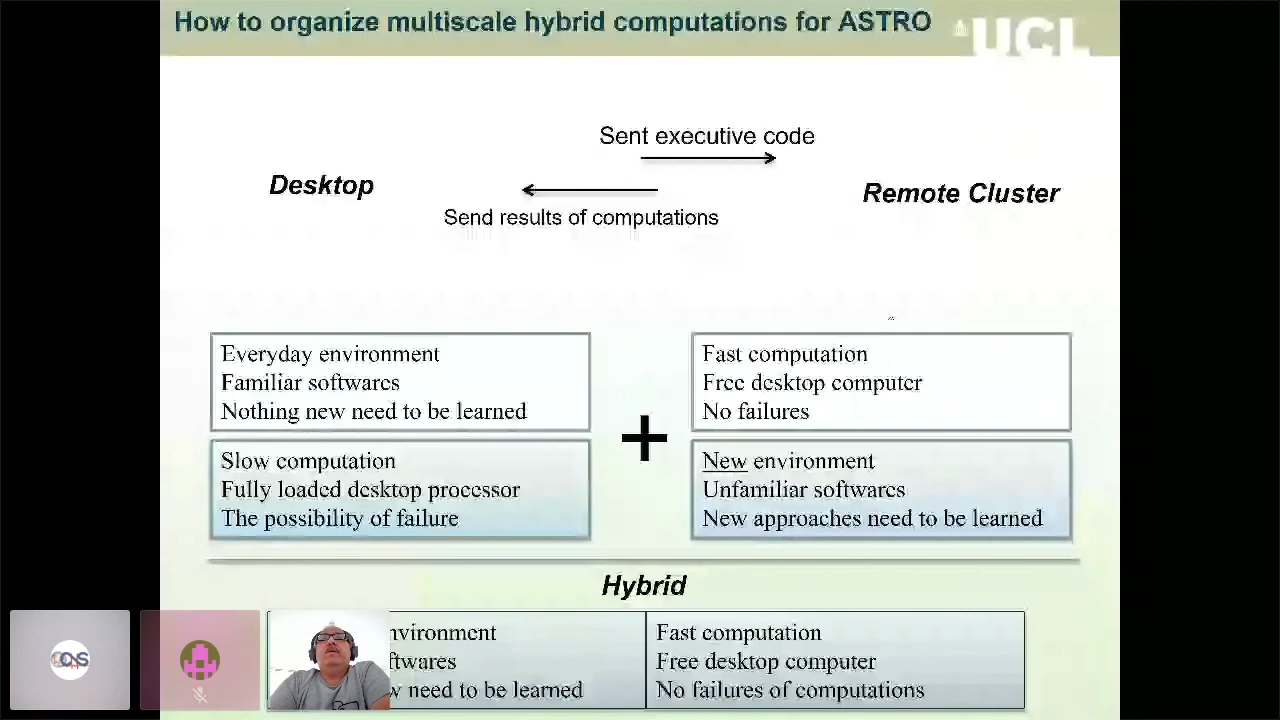 How to organize multiscale hybrid computations for ASTRO
UCL
Sent executive code
Desktop
Remote Cluster
Send results of computations
Everyday environment
Familiar softwares
Nothing new need to be learned
Fast computation
Free desktop computer
No failures
+
Slow computation
Fully loaded desktop processor
The possibility of failure
New environment
Unfamiliar softwares
New approaches need to be learned
Hybrid
need to be learned
Fast computation
Free desktop computer
No failures of computations